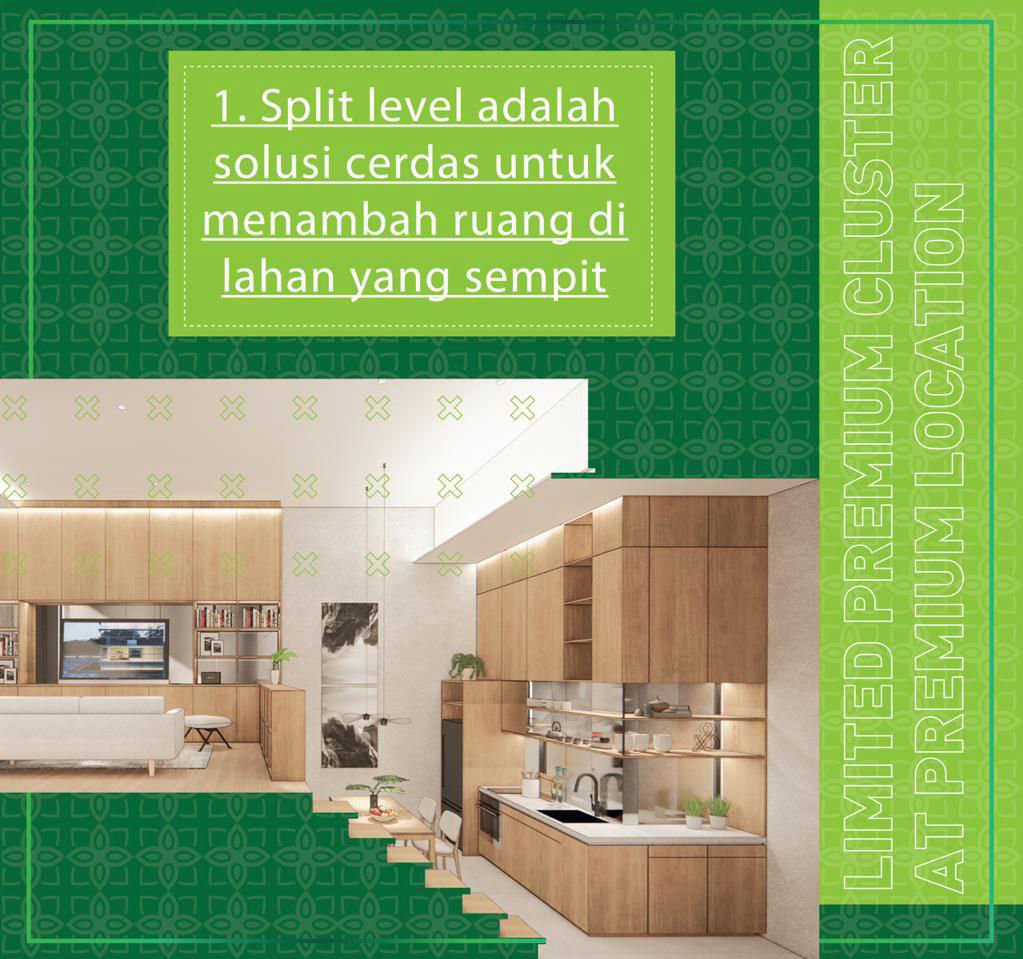 1. Split level adalah
solusi cerdas untuk
menambah ruang di
lahan yang sempit
LIMITED PREMIUM CLUSTER
AT PREMIUM LOCATION